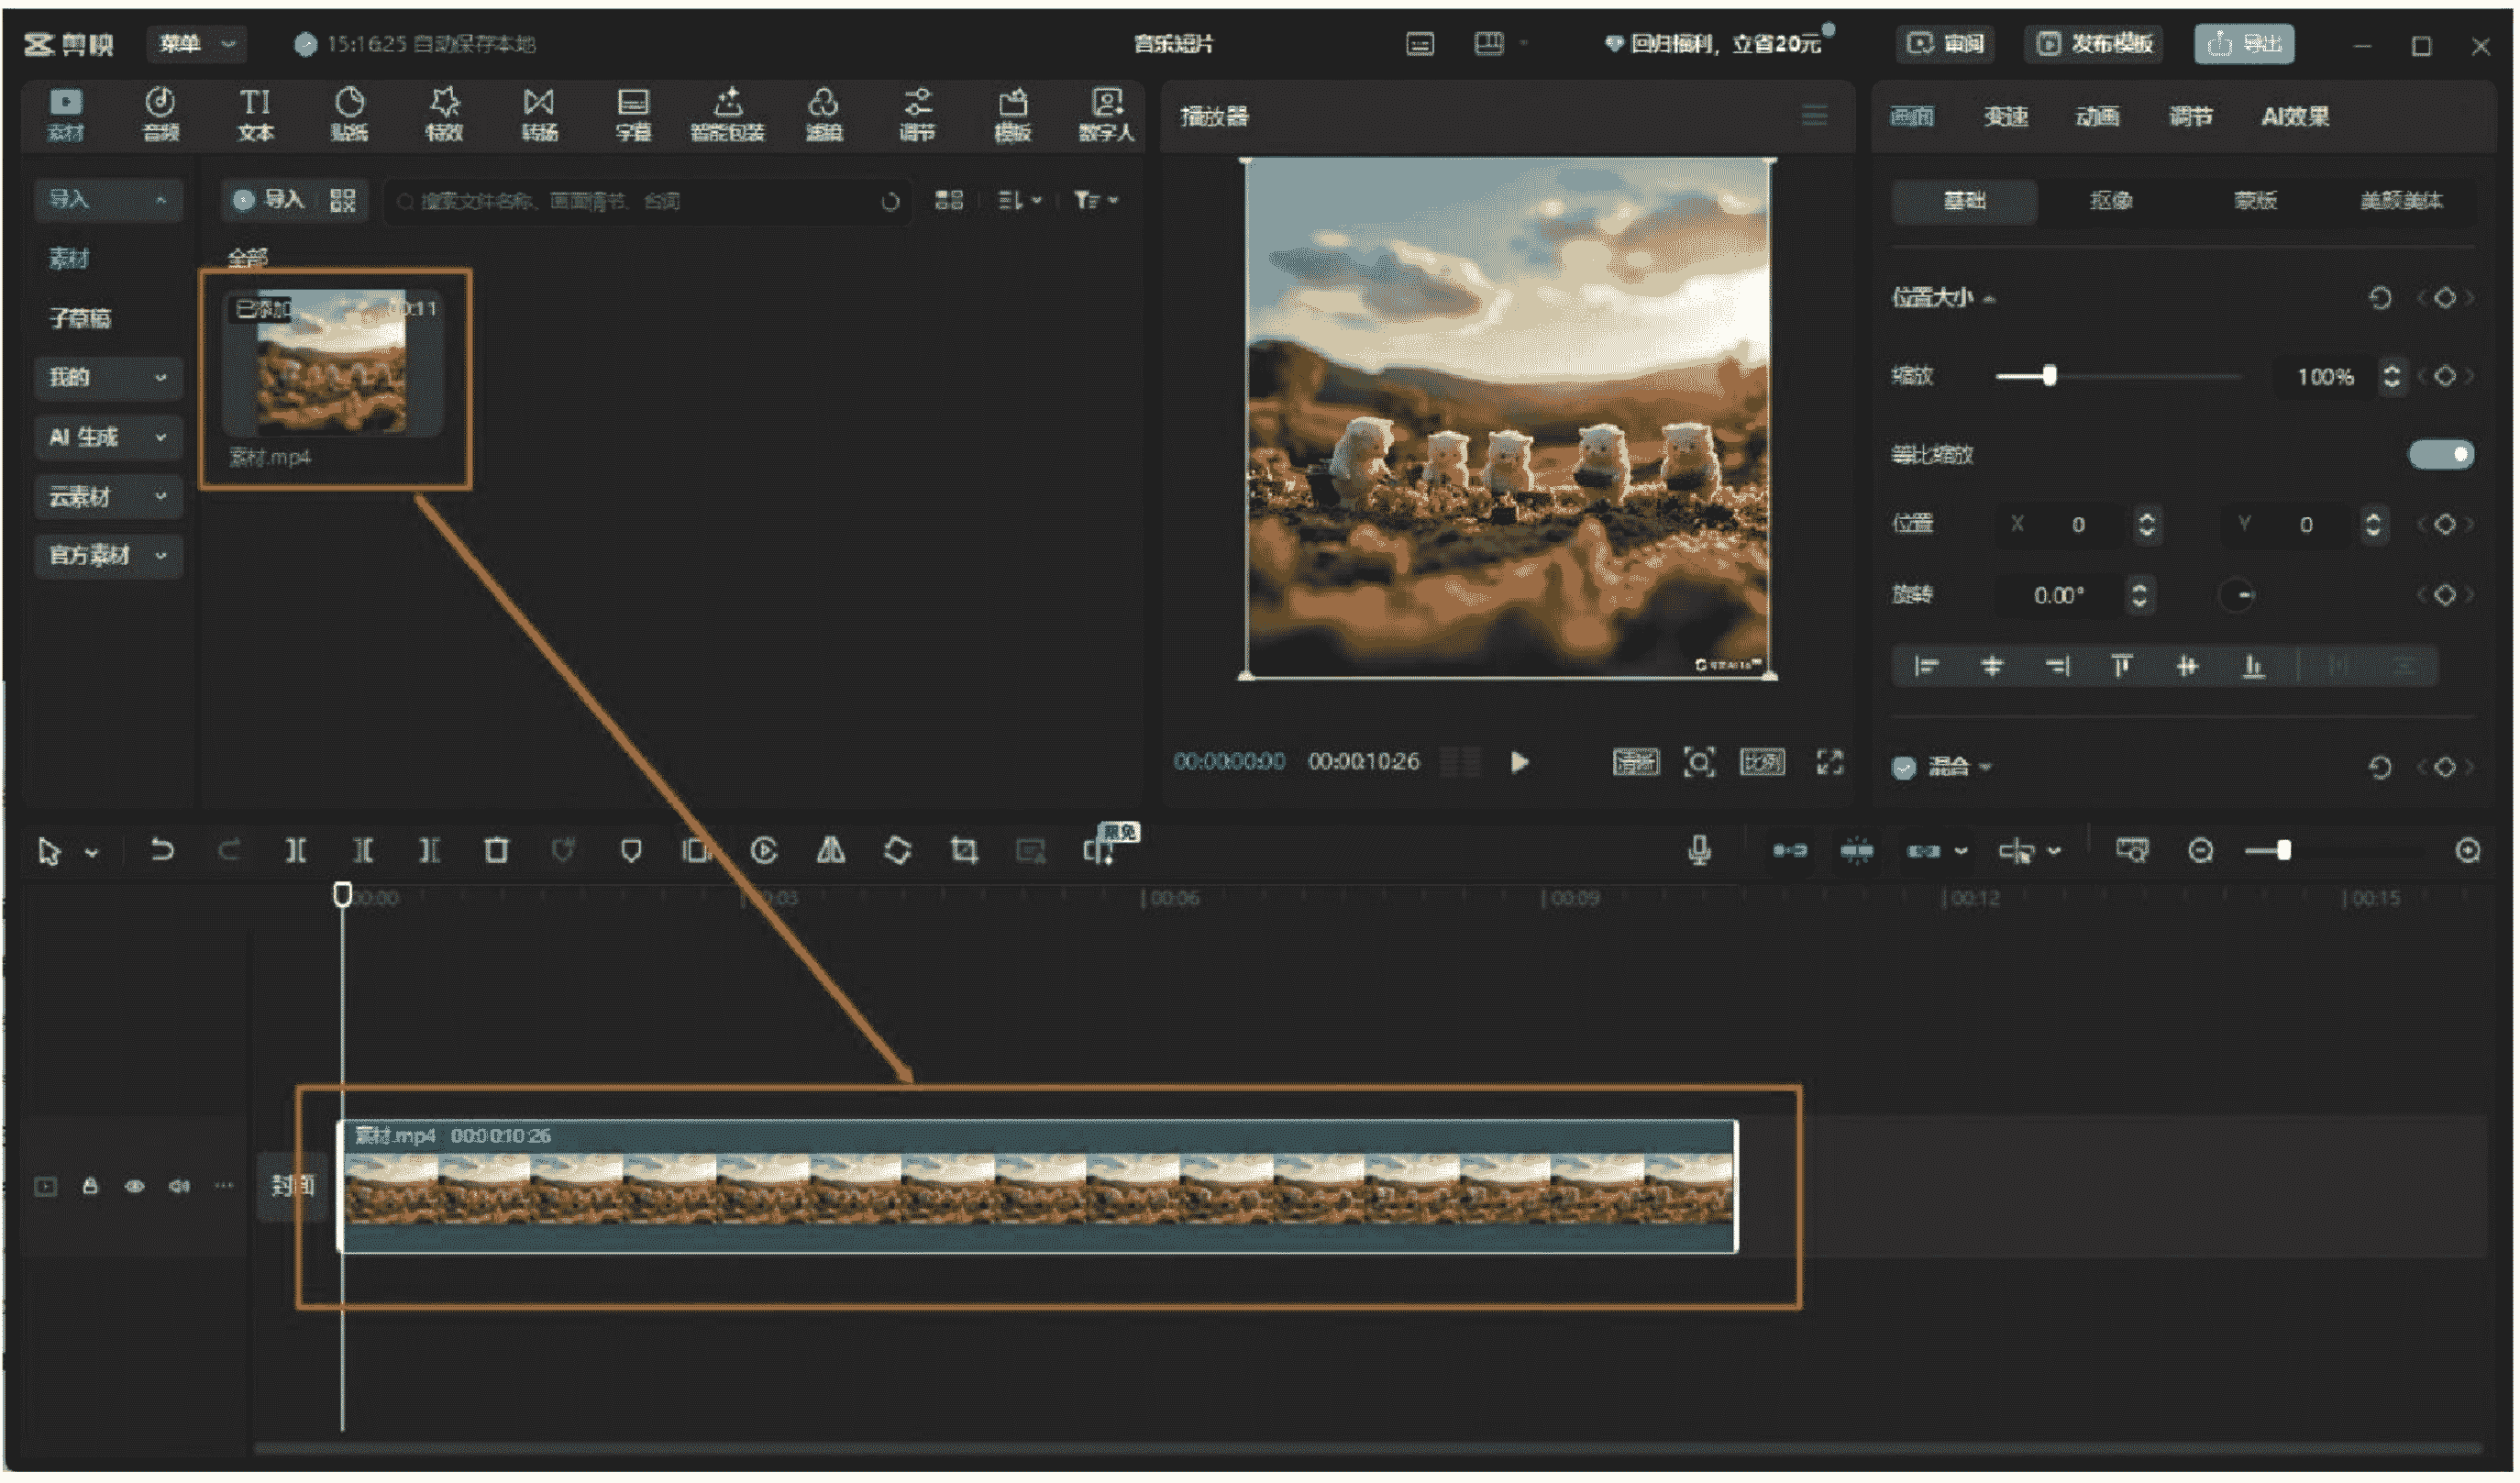 剪映 菜单 15:16:25 自动保存本地 音乐短片 回归福利，立省20元 审阅 发布模板 导出
素材 音频 TI 文本 贴纸 特效 转场 字幕 智能包装 滤镜 调节 模板 数字人
播放器
画面 变速 动画 调节 AI效果
导入
素材
子草稿
我的
AI 生成
云素材
官方素材
导入 搜索文件名称、画面情节、台词
全部
已添加 0:11
素材.mp4
00:00:00:00 00:00:10:26 清晰 比例
基础 抠像 蒙版 美颜美体
位置大小
缩放 100%
等比缩放
位置 X 0 Y 0
旋转 0.00°
混合
限免
00:00 0:03 00:06 00:09 00:12 00:15
素材.mp4 00:00:10:26
封面